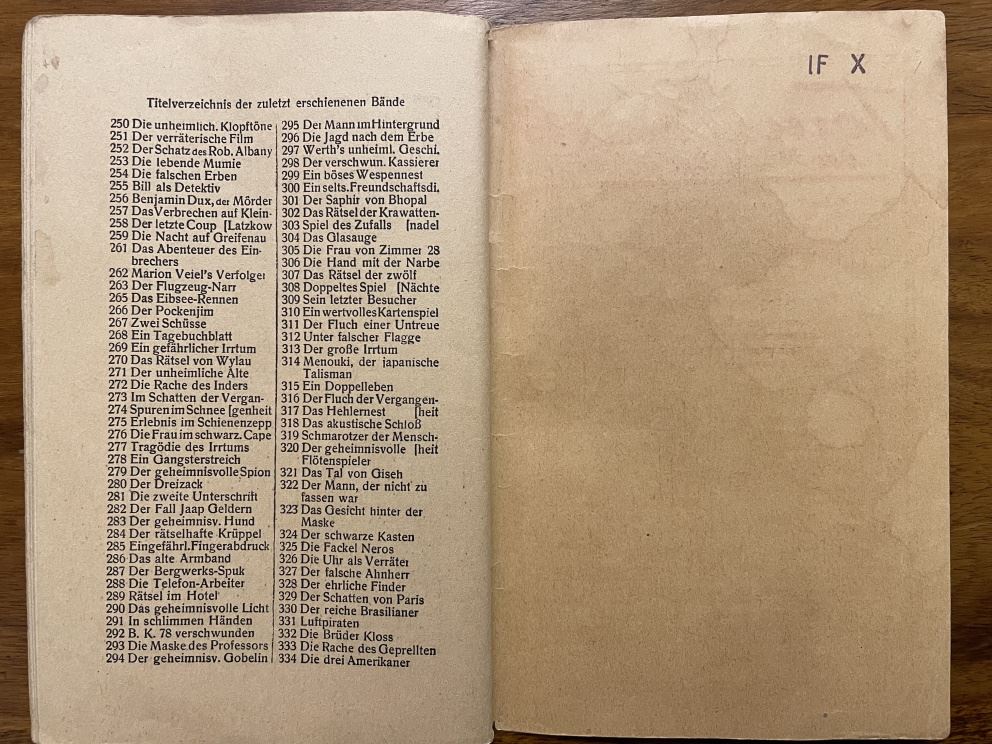 Titelverzeichnis der zuletzt erschienenen Bände
250 Die unheimlich. Klopftöne
251 Der verräterische Film
252 Der Schatz des Rob. Albany
253 Die lebende Mumie
254 Die falschen Erben
255 Bill als Detektiv
256 Benjamin Dux, der Mörder
257 Das Verbrechen auf Klein-
258 Der letzte Coup [Latzkow
259 Die Nacht auf Greifenau
261 Das Abenteuer des Ein-
brechers
262 Marion Veiel's Verfolger
263 Der Flugzeug-Narr
265 Das Eibsee-Rennen
266 Der Pockenjim
267 Zwei Schüsse
268 Ein Tagebuchblatt
269 Ein gefährlicher Irrtum
270 Das Rätsel von Wylau
271 Der unheimliche Alte
272 Die Rache des Inders
273 Im Schatten der Vergan-
274 Spuren im Schnee [genheit
275 Erlebnis im Schienenzepp
276 Die Frau im schwarz. Cape
277 Tragödie des Irrtums
278 Ein Gangsterstreich
279 Der geheimnisvolle Spion
280 Der Dreizack
281 Die zweite Unterschrift
282 Der Fall Jaap Geldern
283 Der geheimnisv. Hund
284 Der rätselhafte Krüppel
285 Ein gefährl. Fingerabdruck
286 Das alte Armband
287 Der Bergwerks-Spuk
288 Die Telefon-Arbeiter
289 Rätsel im Hotel
290 Das geheimnisvolle Licht
291 In schlimmen Händen
292 B. K. 78 verschwunden
293 Die Maske des Professors
294 Der geheimnisv. Gobelin
295 Der Mann im Hintergrund
296 Die Jagd nach dem Erbe
297 Werth's unheiml. Geschi.
298 Der verschwun. Kassierer
299 Ein böses Wespennest
300 Ein selts. Freundschaftsdi.
301 Der Saphir von Bhopal
302 Das Rätsel der Krawatten-
303 Spiel des Zufalls [nadel
304 Das Glasauge
305 Die Frau von Zimmer 28
306 Die Hand mit der Narbe
307 Das Rätsel der zwölf
308 Doppeltes Spiel [Nächte
309 Sein letzter Besucher
310 Ein wertvolles Kartenspiel
311 Der Fluch einer Untreue
312 Unter falscher Flagge
313 Der große Irrtum
314 Menouki, der japanische
Talisman
315 Ein Doppelleben
316 Der Fluch der Vergangen-
317 Das Hehlernest [heit
318 Das akustische Schloß
319 Schmarotzer der Mensch-
320 Der geheimnisvolle [heit
Flötenspieler
321 Das Tal von Giseh
322 Der Mann, der nicht zu
fassen war
323 Das Gesicht hinter der
Maske
324 Der schwarze Kasten
325 Die Fackel Neros
326 Die Uhr als Verräter
327 Der falsche Ahnherr
328 Der ehrliche Finder
329 Der Schatten von Paris
330 Der reiche Brasilianer
331 Luftpiraten
332 Die Brüder Kloss
333 Die Rache des Geprellten
334 Die drei Amerikaner
IF X